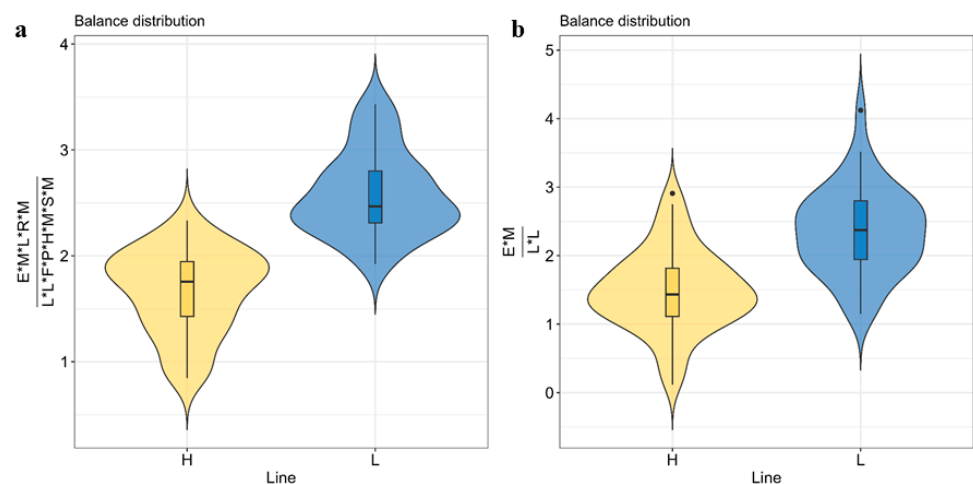 a
Balance distribution
E*M*L*R*M
L*L*F*P*H*M*S*M
4
3
2
1
H
L
Line
b
Balance distribution
E*M
L*L
5
4
3
2
1
0
H
L
Line